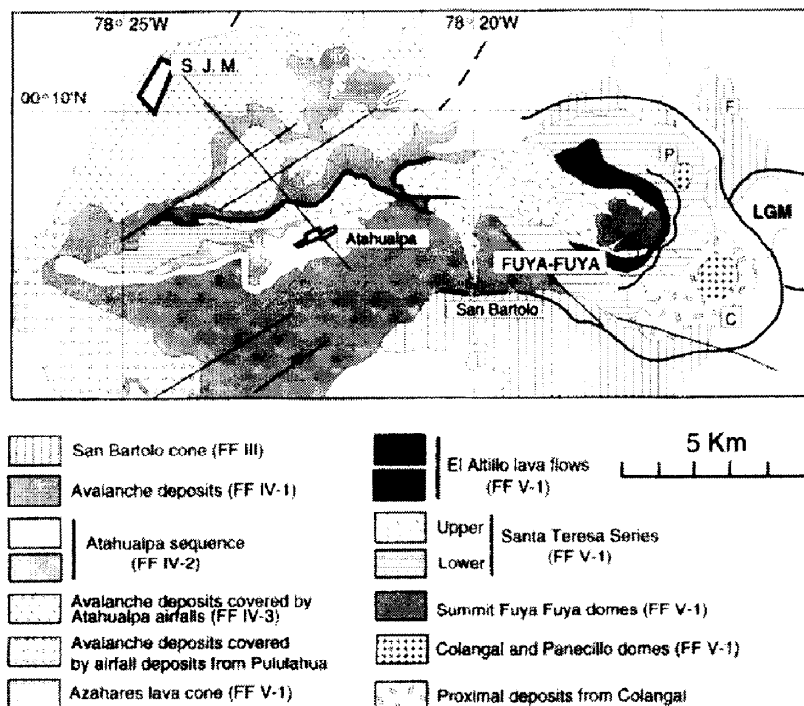 78° 25'W
78° 20'W
S. J. M.
00°10'N
F
P
LGM
Atahualpa
FUYA-FUYA
San Bartolo
C
San Bartolo cone (FF III)
Avalanche deposits (FF IV-1)
Atahualpa sequence
(FF IV-2)
Avalanche deposits covered by
Atahualpa airfalls (FF IV-3)
Avalanche deposits covered
by airfall deposits from Pululahua
Azahares lava cone (FF V-1)
El Altillo lava flows
(FF V-1)
5 Km
Upper
Lower
Santa Teresa Series
(FF V-1)
Summit Fuya Fuya domes (FF V-1)
Colangal and Panecillo domes (FF V-1)
Proximal deposits from Colangal